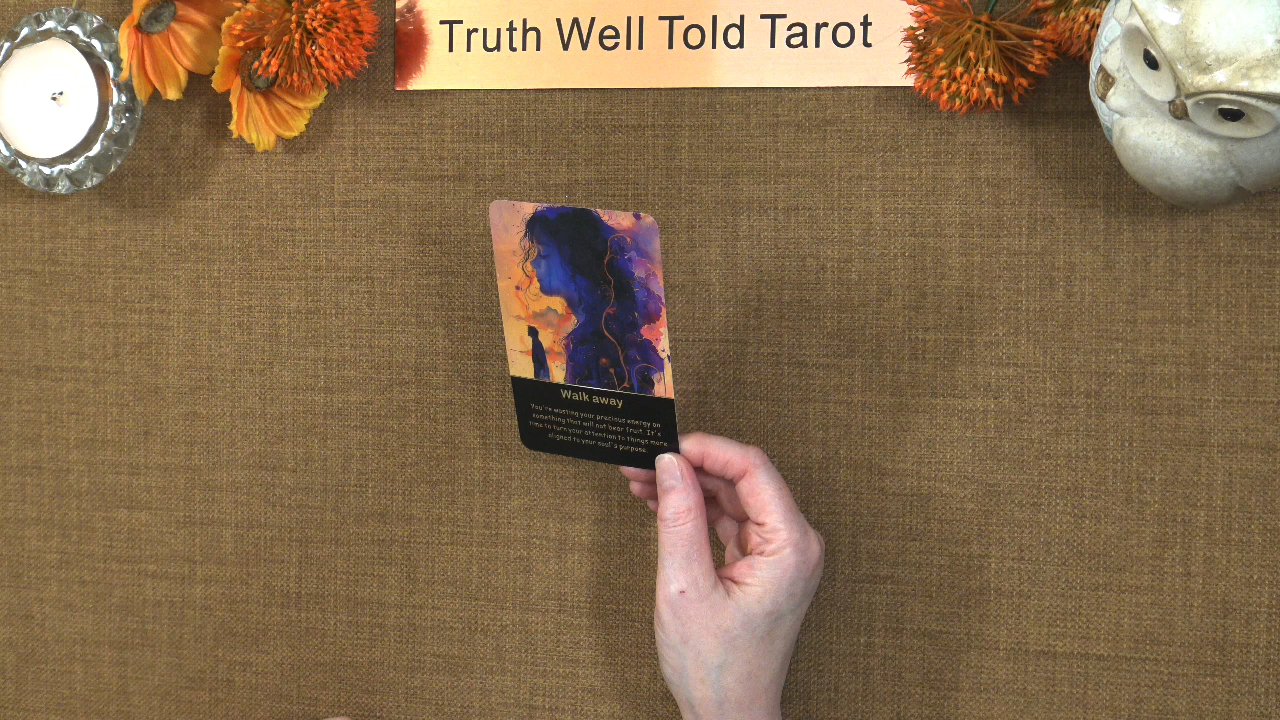 Truth Well Told Tarot
Walk away
You're wasting your precious energy on
something that will not bear fruit. It's
time to turn your attention to things more
aligned to your soul's purpose.